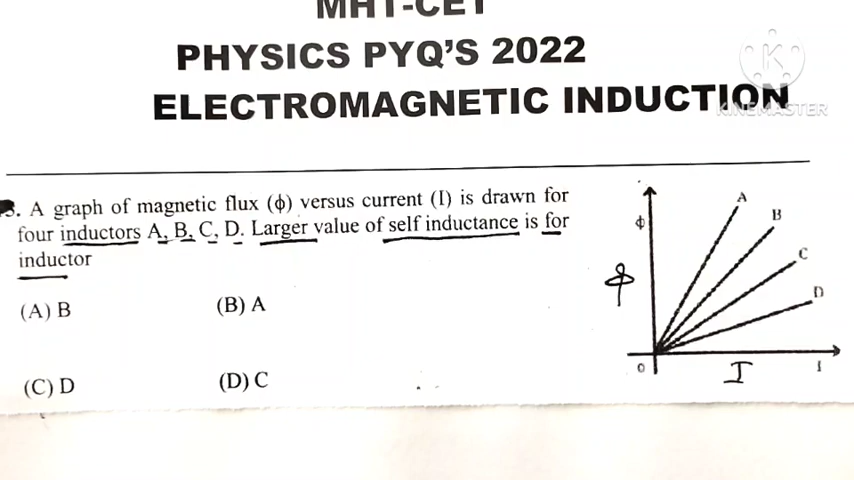 MHT-CET
PHYSICS PYQ'S 2022
ELECTROMAGNETIC INDUCTION
KINEMASTER
3. A graph of magnetic flux (ϕ) versus current (I) is drawn for
four inductors A, B, C, D. Larger value of self inductance is for
inductor
(A) B
(B) A
(C) D
(D) C
A
B
C
D
ϕ
ϕ
0
I
I